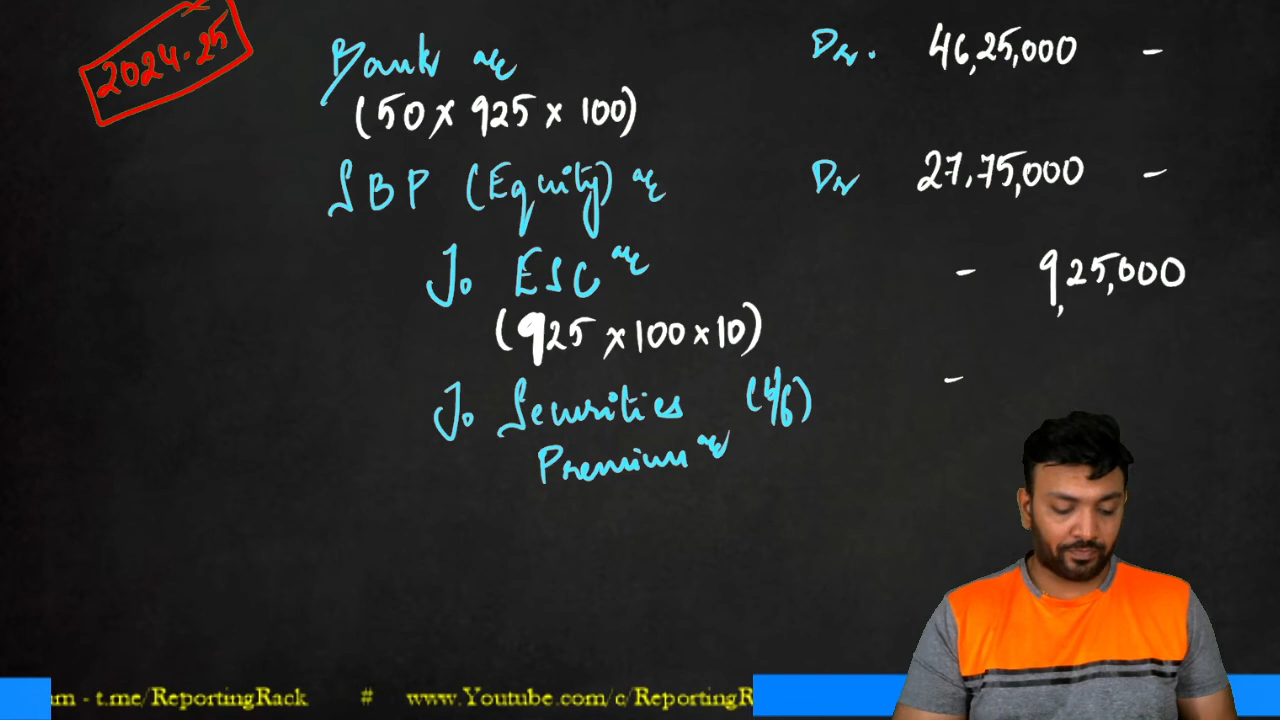 2024-25
Bank a/c Dr. 46,25,000 -
(50 x 925 x 100)
SBP (Equity) a/c Dr 27,75,000 -
To ESC a/c - 9,25,000
(925 x 100 x 10)
To Securities (b/f) -
Premium a/c
am - t.me/ReportingRack # www.Youtube.com/c/ReportingR